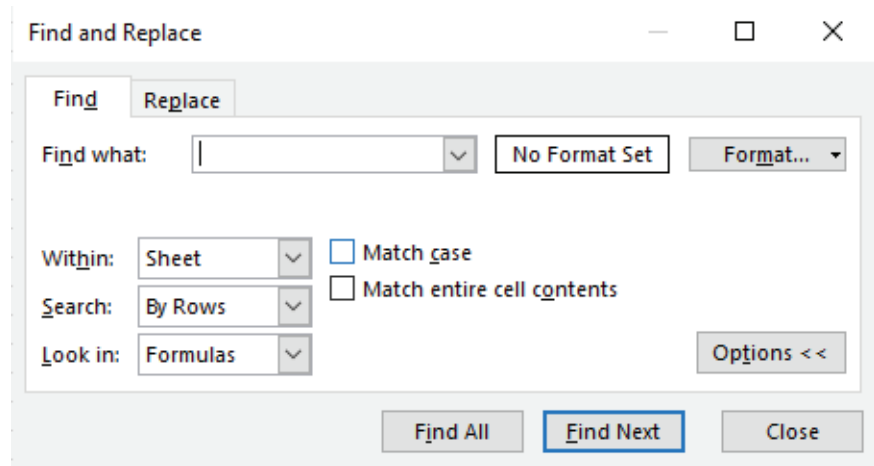 Find and Replace
Find Replace
Find what: No Format Set Format...
Within: Sheet Match case
Match entire cell contents
Search: By Rows
Look in: Formulas
Options <<
Find All Find Next Close